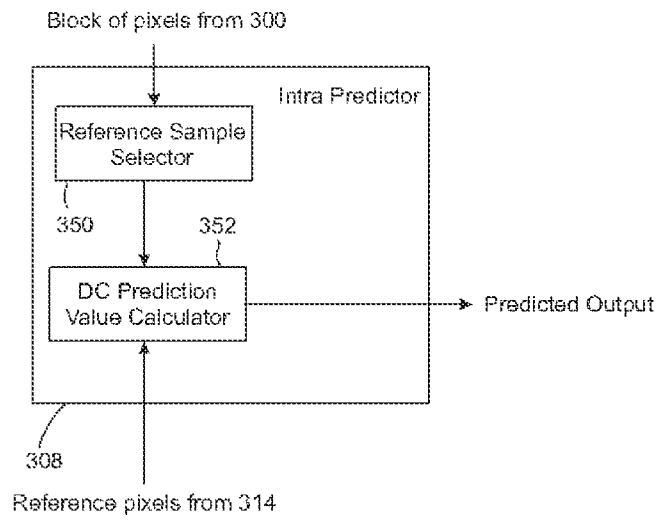 Block of pixels from 300
Intra Predictor
Reference Sample
Selector
350
352
DC Prediction
Value Calculator
Predicted Output
308
Reference pixels from 314